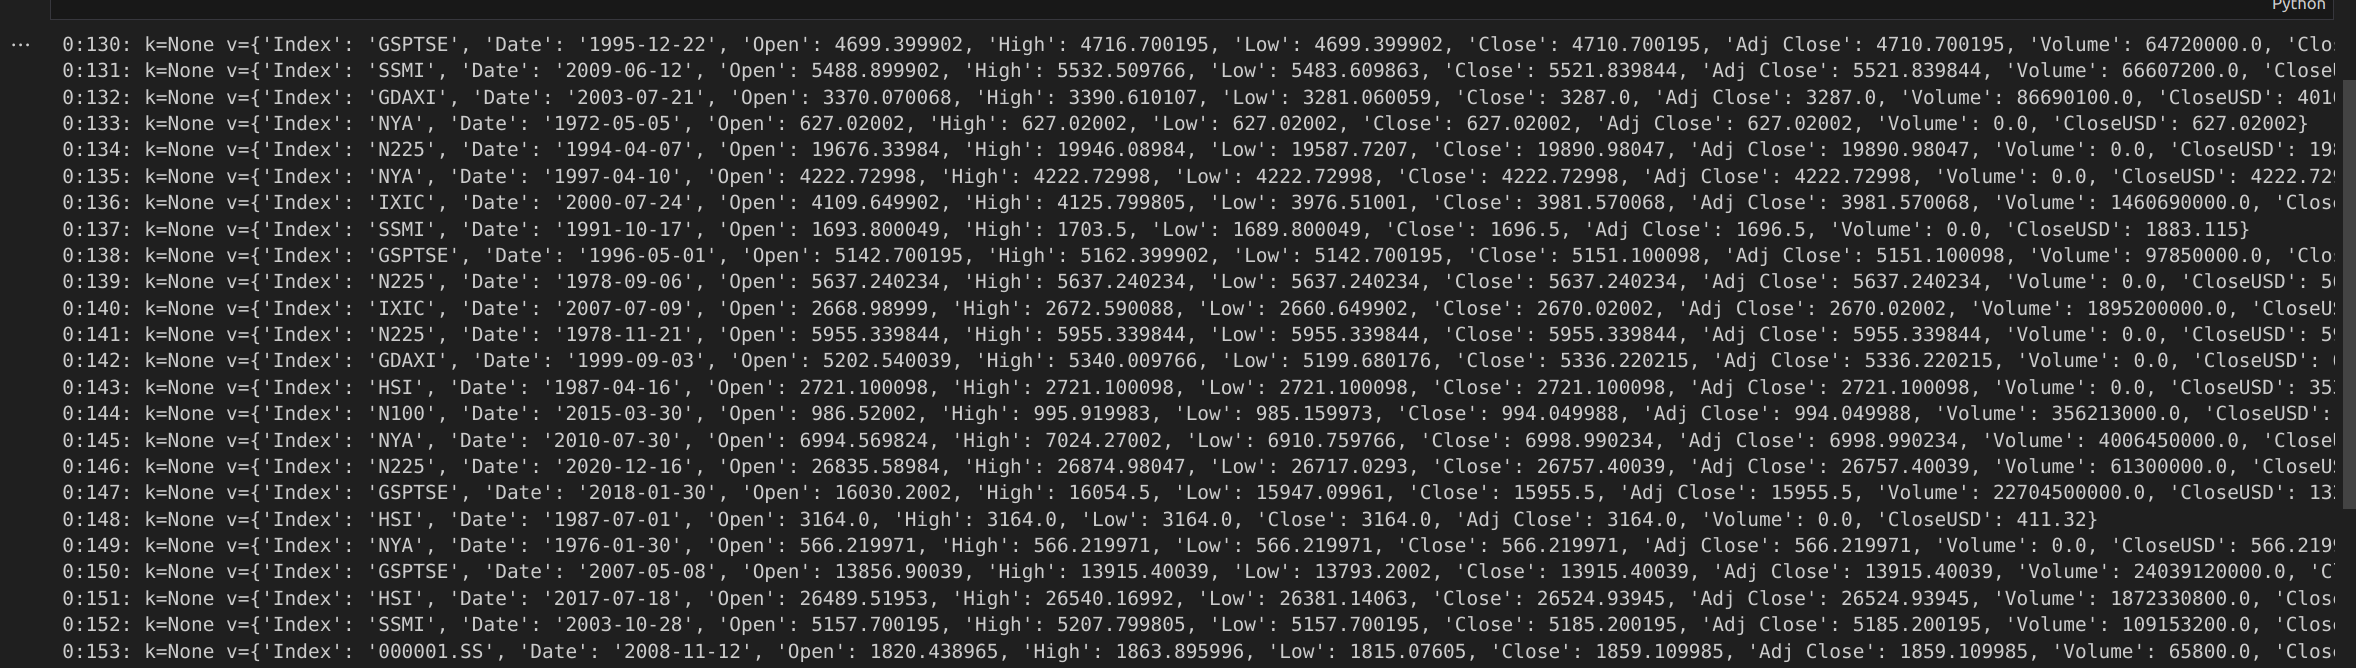 Python
...
0:130: k=None v={'Index': 'GSPTSE', 'Date': '1995-12-22', 'Open': 4699.399902, 'High': 4716.700195, 'Low': 4699.399902, 'Close': 4710.700195, 'Adj Close': 4710.700195, 'Volume': 64720000.0, 'Clo
0:131: k=None v={'Index': 'SSMI', 'Date': '2009-06-12', 'Open': 5488.899902, 'High': 5532.509766, 'Low': 5483.609863, 'Close': 5521.839844, 'Adj Close': 5521.839844, 'Volume': 66607200.0, 'Close
0:132: k=None v={'Index': 'GDAXI', 'Date': '2003-07-21', 'Open': 3370.070068, 'High': 3390.610107, 'Low': 3281.060059, 'Close': 3287.0, 'Adj Close': 3287.0, 'Volume': 86690100.0, 'CloseUSD': 401
0:133: k=None v={'Index': 'NYA', 'Date': '1972-05-05', 'Open': 627.02002, 'High': 627.02002, 'Low': 627.02002, 'Close': 627.02002, 'Adj Close': 627.02002, 'Volume': 0.0, 'CloseUSD': 627.02002}
0:134: k=None v={'Index': 'N225', 'Date': '1994-04-07', 'Open': 19676.33984, 'High': 19946.08984, 'Low': 19587.7207, 'Close': 19890.98047, 'Adj Close': 19890.98047, 'Volume': 0.0, 'CloseUSD': 19
0:135: k=None v={'Index': 'NYA', 'Date': '1997-04-10', 'Open': 4222.72998, 'High': 4222.72998, 'Low': 4222.72998, 'Close': 4222.72998, 'Adj Close': 4222.72998, 'Volume': 0.0, 'CloseUSD': 4222.72
0:136: k=None v={'Index': 'IXIC', 'Date': '2000-07-24', 'Open': 4109.649902, 'High': 4125.799805, 'Low': 3976.51001, 'Close': 3981.570068, 'Adj Close': 3981.570068, 'Volume': 1460690000.0, 'Clos
0:137: k=None v={'Index': 'SSMI', 'Date': '1991-10-17', 'Open': 1693.800049, 'High': 1703.5, 'Low': 1689.800049, 'Close': 1696.5, 'Adj Close': 1696.5, 'Volume': 0.0, 'CloseUSD': 1883.115}
0:138: k=None v={'Index': 'GSPTSE', 'Date': '1996-05-01', 'Open': 5142.700195, 'High': 5162.399902, 'Low': 5142.700195, 'Close': 5151.100098, 'Adj Close': 5151.100098, 'Volume': 97850000.0, 'Clo
0:139: k=None v={'Index': 'N225', 'Date': '1978-09-06', 'Open': 5637.240234, 'High': 5637.240234, 'Low': 5637.240234, 'Close': 5637.240234, 'Adj Close': 5637.240234, 'Volume': 0.0, 'CloseUSD': 5
0:140: k=None v={'Index': 'IXIC', 'Date': '2007-07-09', 'Open': 2668.98999, 'High': 2672.590088, 'Low': 2660.649902, 'Close': 2670.02002, 'Adj Close': 2670.02002, 'Volume': 1895200000.0, 'CloseU
0:141: k=None v={'Index': 'N225', 'Date': '1978-11-21', 'Open': 5955.339844, 'High': 5955.339844, 'Low': 5955.339844, 'Close': 5955.339844, 'Adj Close': 5955.339844, 'Volume': 0.0, 'CloseUSD': 5
0:142: k=None v={'Index': 'GDAXI', 'Date': '1999-09-03', 'Open': 5202.540039, 'High': 5340.009766, 'Low': 5199.680176, 'Close': 5336.220215, 'Adj Close': 5336.220215, 'Volume': 0.0, 'CloseUSD':
0:143: k=None v={'Index': 'HSI', 'Date': '1987-04-16', 'Open': 2721.100098, 'High': 2721.100098, 'Low': 2721.100098, 'Close': 2721.100098, 'Adj Close': 2721.100098, 'Volume': 0.0, 'CloseUSD': 35
0:144: k=None v={'Index': 'N100', 'Date': '2015-03-30', 'Open': 986.52002, 'High': 995.919983, 'Low': 985.159973, 'Close': 994.049988, 'Adj Close': 994.049988, 'Volume': 356213000.0, 'CloseUSD':
0:145: k=None v={'Index': 'NYA', 'Date': '2010-07-30', 'Open': 6994.569824, 'High': 7024.27002, 'Low': 6910.759766, 'Close': 6998.990234, 'Adj Close': 6998.990234, 'Volume': 4006450000.0, 'Close
0:146: k=None v={'Index': 'N225', 'Date': '2020-12-16', 'Open': 26835.58984, 'High': 26874.98047, 'Low': 26717.0293, 'Close': 26757.40039, 'Adj Close': 26757.40039, 'Volume': 61300000.0, 'CloseU
0:147: k=None v={'Index': 'GSPTSE', 'Date': '2018-01-30', 'Open': 16030.2002, 'High': 16054.5, 'Low': 15947.09961, 'Close': 15955.5, 'Adj Close': 15955.5, 'Volume': 22704500000.0, 'CloseUSD': 13
0:148: k=None v={'Index': 'HSI', 'Date': '1987-07-01', 'Open': 3164.0, 'High': 3164.0, 'Low': 3164.0, 'Close': 3164.0, 'Adj Close': 3164.0, 'Volume': 0.0, 'CloseUSD': 411.32}
0:149: k=None v={'Index': 'NYA', 'Date': '1976-01-30', 'Open': 566.219971, 'High': 566.219971, 'Low': 566.219971, 'Close': 566.219971, 'Adj Close': 566.219971, 'Volume': 0.0, 'CloseUSD': 566.219
0:150: k=None v={'Index': 'GSPTSE', 'Date': '2007-05-08', 'Open': 13856.90039, 'High': 13915.40039, 'Low': 13793.2002, 'Close': 13915.40039, 'Adj Close': 13915.40039, 'Volume': 24039120000.0, 'C
0:151: k=None v={'Index': 'HSI', 'Date': '2017-07-18', 'Open': 26489.51953, 'High': 26540.16992, 'Low': 26381.14063, 'Close': 26524.93945, 'Adj Close': 26524.93945, 'Volume': 1872330800.0, 'Clos
0:152: k=None v={'Index': 'SSMI', 'Date': '2003-10-28', 'Open': 5157.700195, 'High': 5207.799805, 'Low': 5157.700195, 'Close': 5185.200195, 'Adj Close': 5185.200195, 'Volume': 109153200.0, 'Clos
0:153: k=None v={'Index': '000001.SS', 'Date': '2008-11-12', 'Open': 1820.438965, 'High': 1863.895996, 'Low': 1815.07605, 'Close': 1859.109985, 'Adj Close': 1859.109985, 'Volume': 65800.0, 'Clos